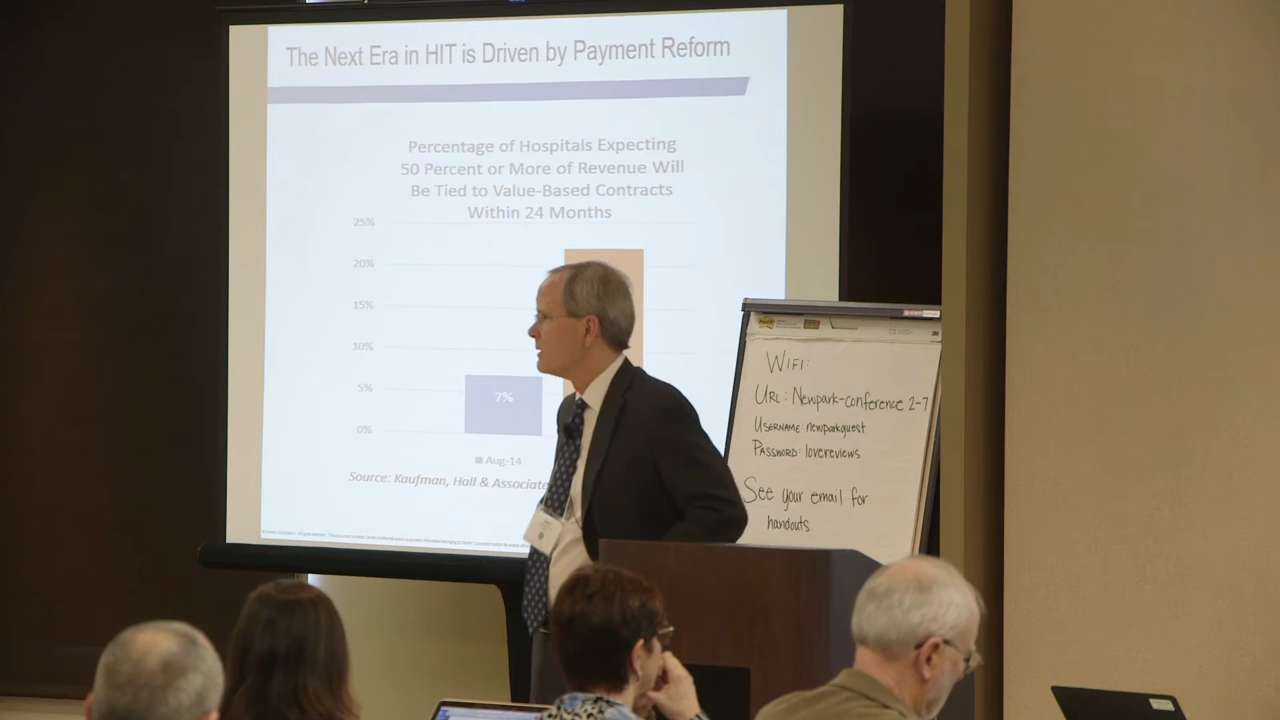 The Next Era in HIT is Driven by Payment Reform
Percentage of Hospitals Expecting
50 Percent or More of Revenue Will
Be Tied to Value-Based Contracts
Within 24 Months
25%
20%
15%
10%
5%
0%
7%
Aug-14
Source: Kaufman, Hall & Associate
Post-it
WIFI:
URL: Newpark-conference 2-7
USERNAME: newparkguest
PASSWORD: lovereviews
See your email for
handouts